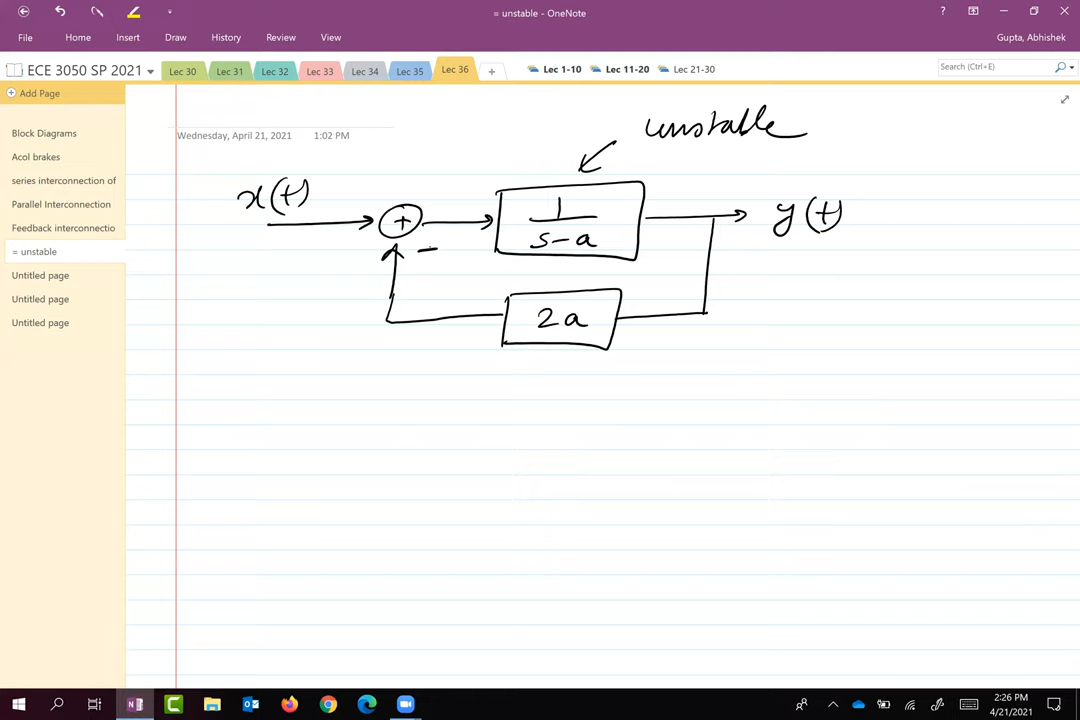 = unstable - OneNote
?
File Home Insert Draw History Review View
Gupta, Abhishek
ECE 3050 SP 2021
Lec 30 Lec 31 Lec 32 Lec 33 Lec 34 Lec 35 Lec 36 + Lec 1-10 Lec 11-20 Lec 21-30
Search (Ctrl+E)
Add Page
Block Diagrams
Acol brakes
series interconnection of
Parallel Interconnection
Feedback interconnectio
= unstable
Untitled page
Untitled page
Untitled page
Wednesday, April 21, 2021 1:02 PM
unstable
x(t)
+
−
1
s-a
y(t)
2a
2:26 PM
4/21/2021